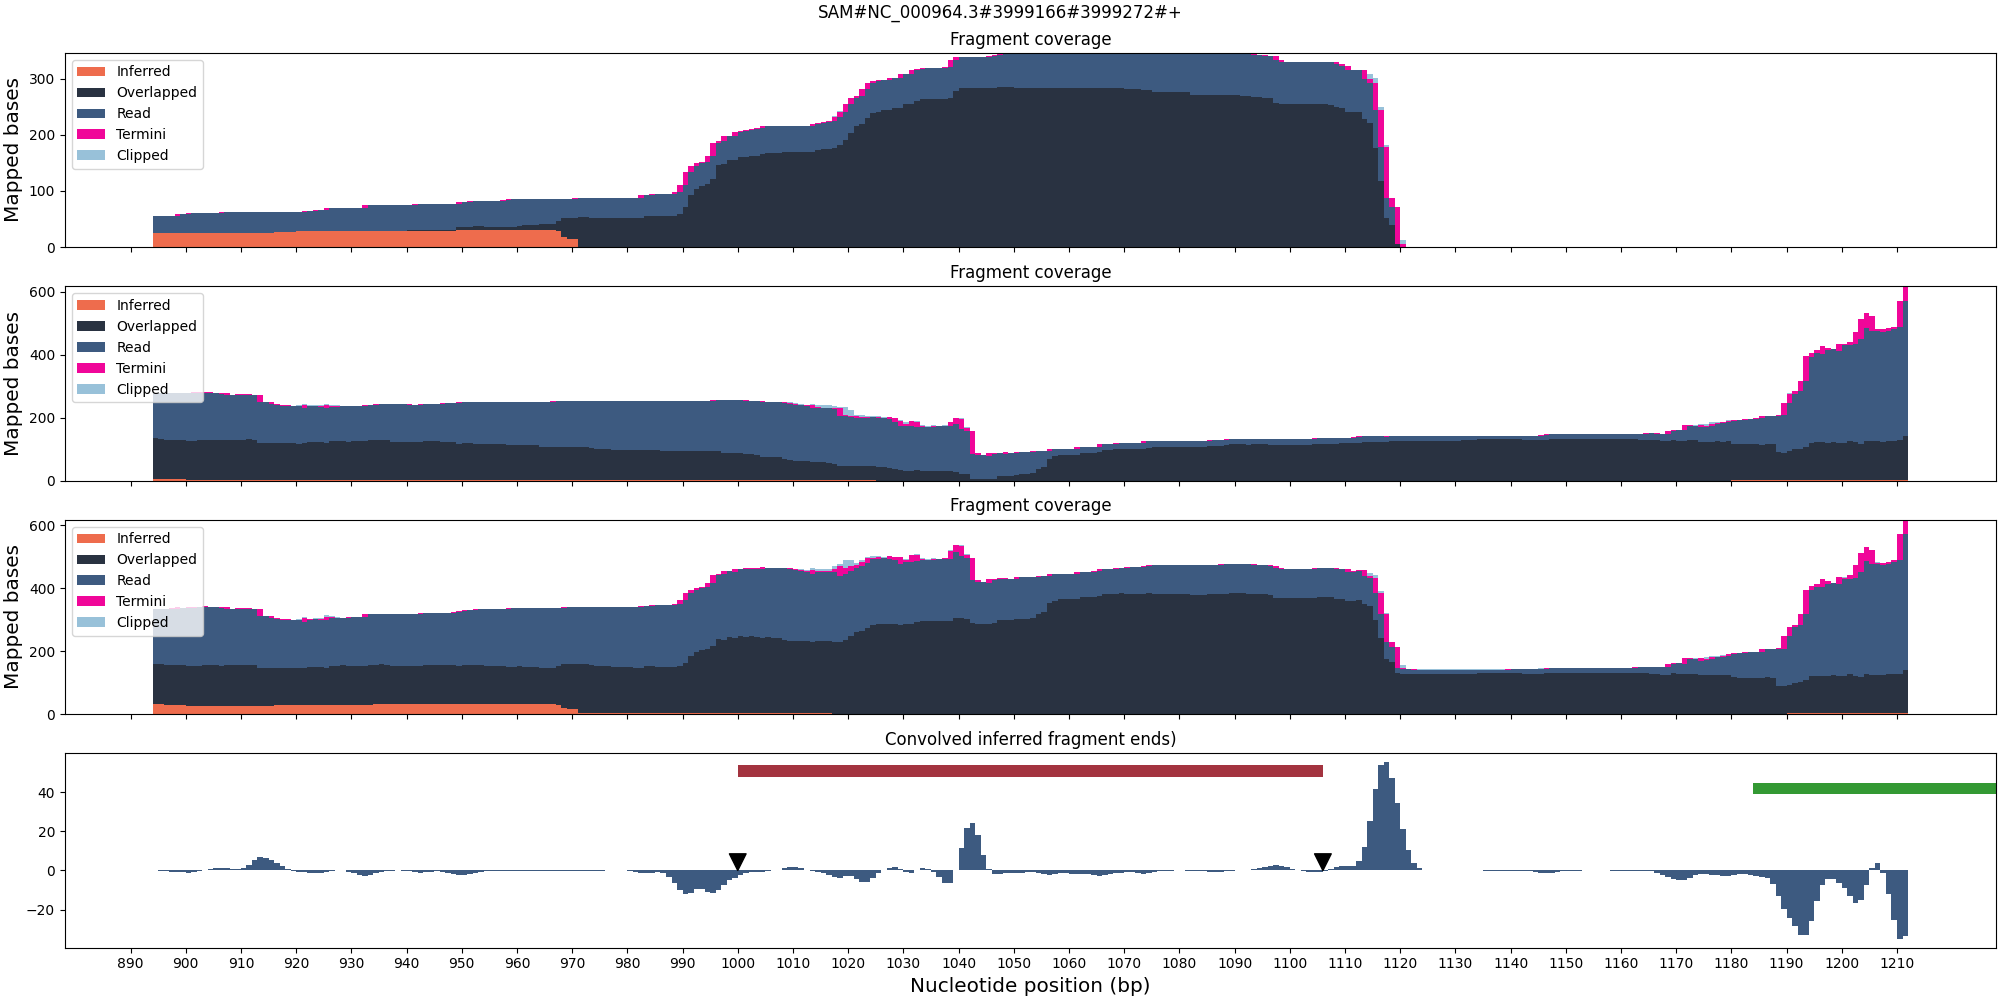 SAM#NC_000964.3#3999166#3999272#+
Fragment coverage
Mapped bases
300
200
100
0
Inferred
Overlapped
Read
Termini
Clipped
Fragment coverage
Mapped bases
600
400
200
0
Inferred
Overlapped
Read
Termini
Clipped
Fragment coverage
Mapped bases
600
400
200
0
Inferred
Overlapped
Read
Termini
Clipped
Convolved inferred fragment ends)
40
20
0
−20
890 900 910 920 930 940 950 960 970 980 990 1000 1010 1020 1030 1040 1050 1060 1070 1080 1090 1100 1110 1120 1130 1140 1150 1160 1170 1180 1190 1200 1210
Nucleotide position (bp)